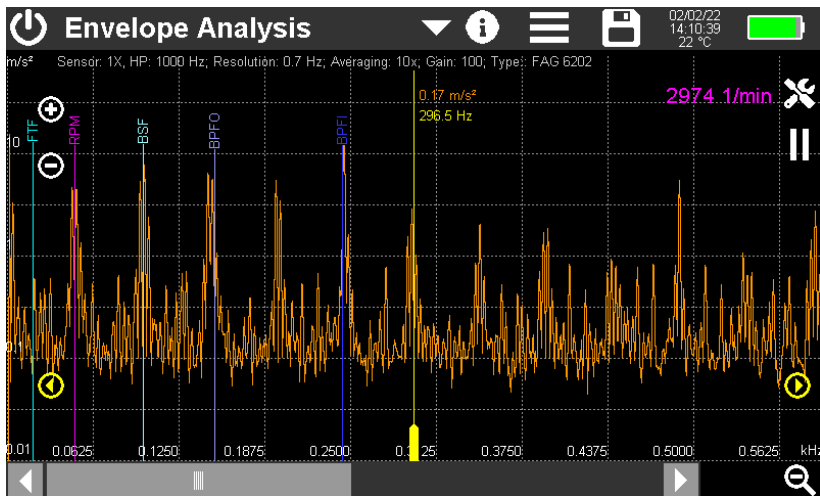 Envelope Analysis
02/02/22
14:10:39
22 °C
m/s² Sensor: 1X, HP: 1000 Hz; Resolution: 0.7 Hz; Averaging: 10x; Gain: 100; Type: FAG 6202
0.17 m/s²
296.5 Hz
2974 1/min
10
FTF
RPM
BSF
BPFO
BPFI
1
0.1
0.01 0.0625 0.1250 0.1875 0.2500 0.3125 0.3750 0.4375 0.5000 0.5625 kHz